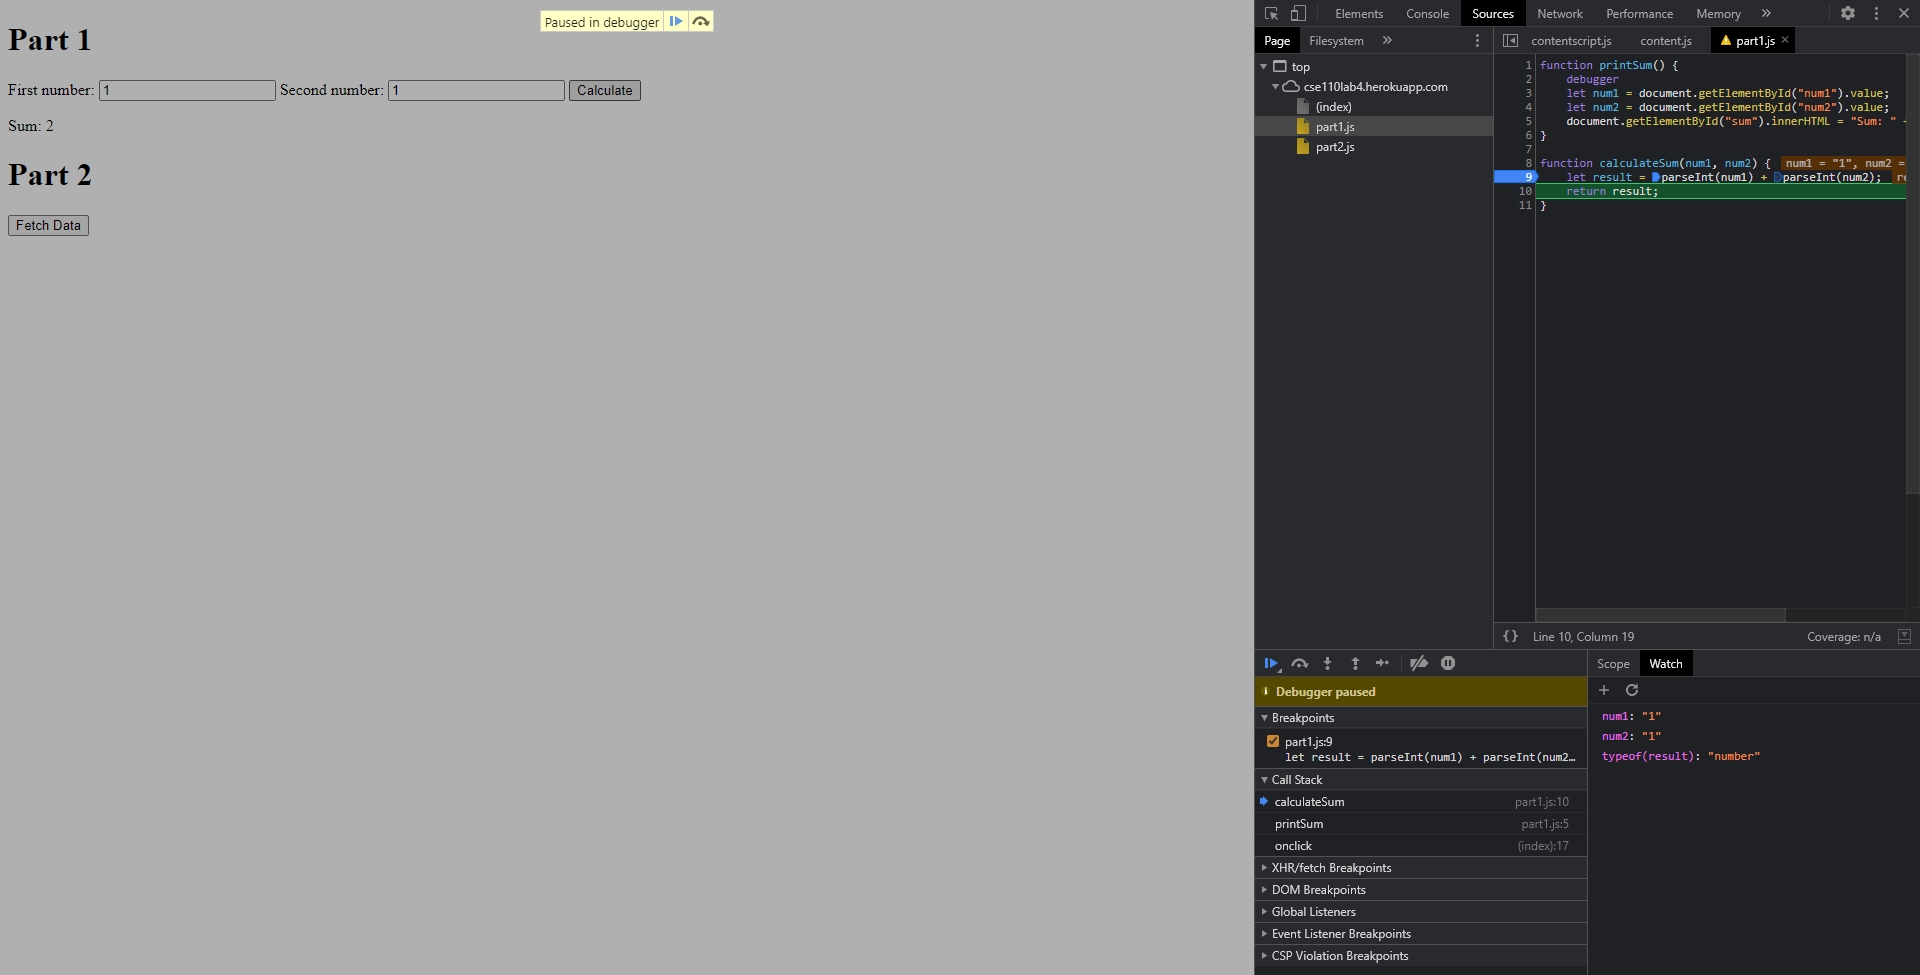 Paused in debugger
Part 1
First number: 1 Second number: 1 Calculate
Sum: 2
Part 2
Fetch Data
Elements Console Sources Network Performance Memory »
Page Filesystem »
contentscript.js content.js part1.js ×
top
cse110lab4.herokuapp.com
(index)
part1.js
part2.js
1 function printSum() {
2 debugger
3 let num1 = document.getElementById("num1").value;
4 let num2 = document.getElementById("num2").value;
5 document.getElementById("sum").innerHTML = "Sum: " +
6 }
7
8 function calculateSum(num1, num2) { num1 = "1", num2 =
9 let result = parseInt(num1) + parseInt(num2); re
10 return result;
11 }
{} Line 10, Column 19 Coverage: n/a
Debugger paused
Breakpoints
part1.js:9
let result = parseInt(num1) + parseInt(num2…
Call Stack
calculateSum part1.js:10
printSum part1.js:5
onclick (index):17
XHR/fetch Breakpoints
DOM Breakpoints
Global Listeners
Event Listener Breakpoints
CSP Violation Breakpoints
Scope Watch
num1: "1"
num2: "1"
typeof(result): "number"